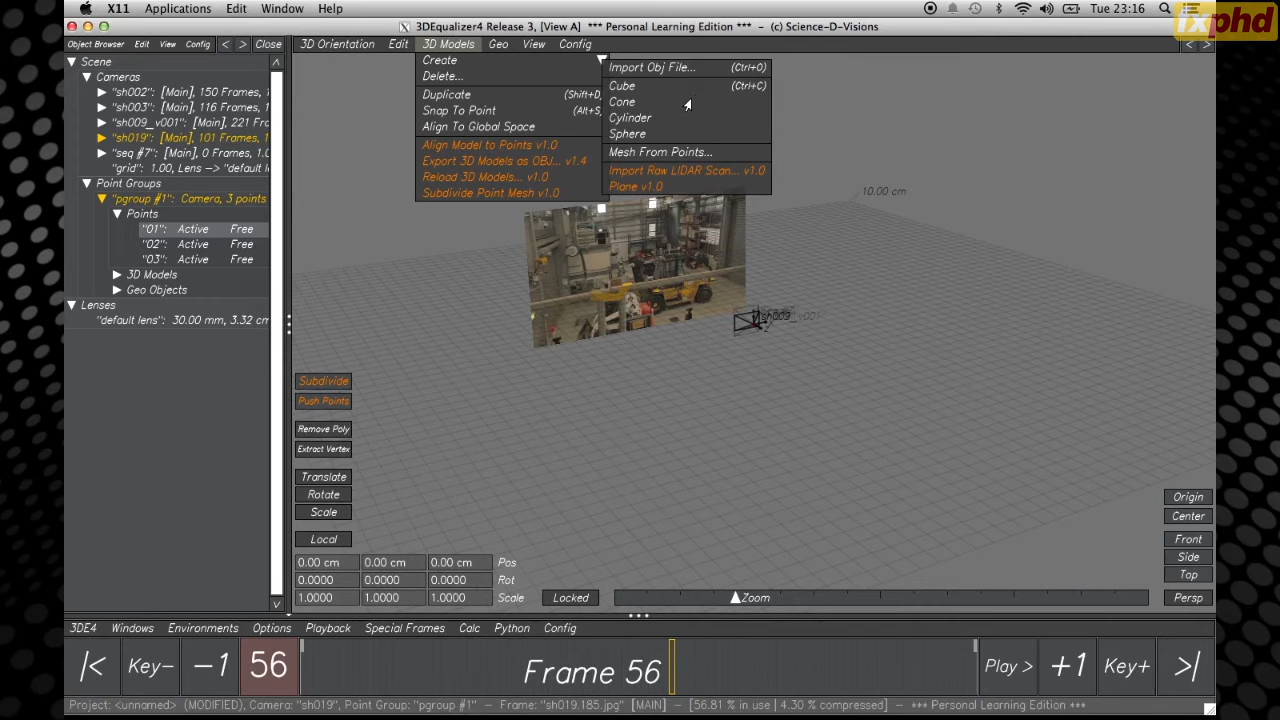 X11 Applications Edit Window Help Tue 23:16
fxphd
3DEqualizer4 Release 3, [View A] *** Personal Learning Edition *** - (c) Science-D-Visions
Object Browser Edit View Config < > Close
3D Orientation Edit 3D Models Geo View Config < >
Scene
Cameras
"sh002": [Main], 150 Frames, 1
"sh003": [Main], 116 Frames, 1.
"sh009_v001": [Main], 221 Fra
"sh019": [Main], 101 Frames, 1
"seq #7": [Main], 0 Frames, 1.0
"grid": 1.00, Lens -> "default le
Point Groups
"pgroup #1": Camera, 3 points
Points
"01": Active Free
"02": Active Free
"03": Active Free
3D Models
Geo Objects
Lenses
"default lens": 30.00 mm, 3.32 cm
Create
Delete...
Duplicate (Shift+D)
Snap To Point (Alt+S)
Align To Global Space
Align Model to Points v1.0
Export 3D Models as OBJ... v1.4
Reload 3D Models... v1.0
Subdivide Point Mesh v1.0
Import Obj File... (Ctrl+O)
Cube (Ctrl+C)
Cone
Cylinder
Sphere
Mesh From Points...
Import Raw LIDAR Scan... v1.0
Plane v1.0
10.00 cm
sh009_v001
Subdivide
Push Points
Remove Poly
Extract Vertex
Translate
Rotate
Scale
Local
0.00 cm 0.00 cm 0.00 cm Pos
0.0000 0.0000 0.0000 Rot
1.0000 1.0000 1.0000 Scale
Locked
Zoom
Origin
Center
Front
Side
Top
Persp
3DE4 Windows Environments Options Playback Special Frames Calc Python Config
|< Key- -1 56 Frame 56 Play > +1 Key+ >|
Project: <unnamed> (MODIFIED), Camera: "sh019", Point Group: "pgroup #1" - Frame: "sh019.185.jpg" [MAIN] - [56.81 % in use | 4.30 % compressed] - *** Personal Learning Edition ***